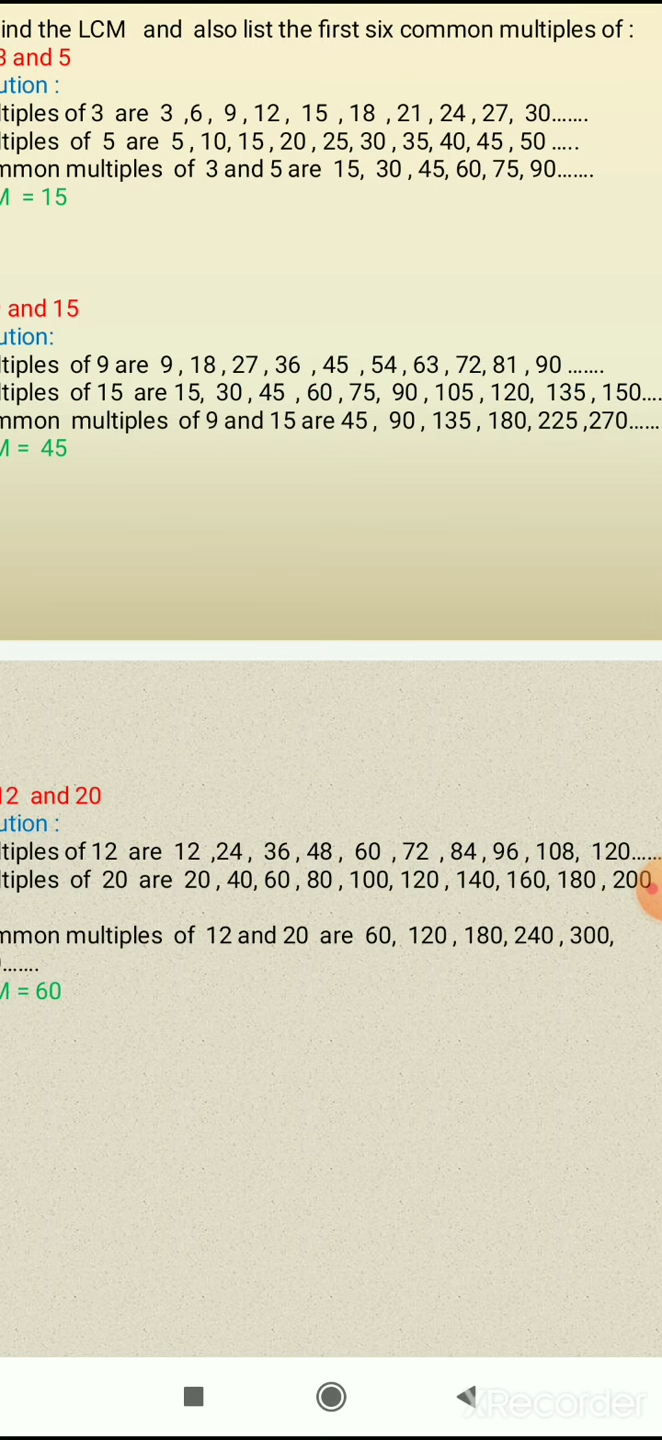 ind the LCM and also list the first six common multiples of :
3 and 5
ution :
ltiples of 3 are 3 ,6 , 9 , 12 , 15 , 18 , 21 , 24 , 27, 30.......
ltiples of 5 are 5 , 10, 15 , 20 , 25, 30 , 35, 40, 45 , 50 .....
mmon multiples of 3 and 5 are 15, 30 , 45, 60, 75, 90.......
M = 15
and 15
ution:
ltiples of 9 are 9 , 18 , 27 , 36 , 45 , 54 , 63 , 72, 81 , 90 .......
ltiples of 15 are 15, 30 , 45 , 60 , 75, 90 , 105 , 120, 135 , 150....
mmon multiples of 9 and 15 are 45 , 90 , 135 , 180, 225 ,270......
M = 45
12 and 20
ution :
ltiples of 12 are 12 ,24 , 36 , 48 , 60 , 72 , 84 , 96 , 108, 120......
ltiples of 20 are 20 , 40, 60 , 80 , 100, 120 , 140, 160, 180 , 200
mmon multiples of 12 and 20 are 60, 120 , 180, 240 , 300,
.......
M = 60
XRecorder